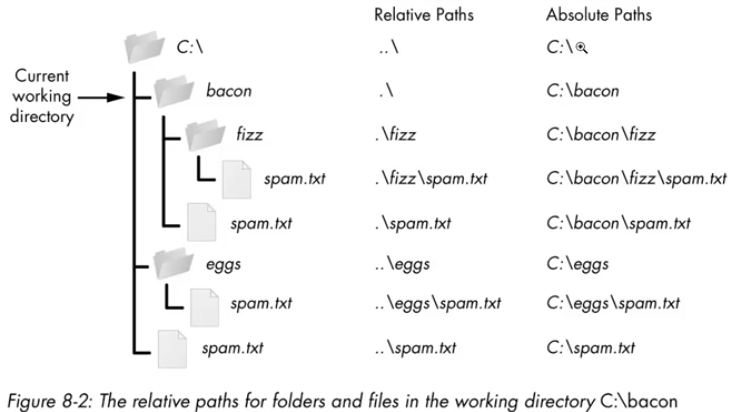 Relative Paths Absolute Paths
C:\ ..\ C:\
Current
working
directory
bacon .\ C:\bacon
fizz .\fizz C:\bacon\fizz
spam.txt .\fizz\spam.txt C:\bacon\fizz\spam.txt
spam.txt .\spam.txt C:\bacon\spam.txt
eggs ..\eggs C:\eggs
spam.txt ..\eggs\spam.txt C:\eggs\spam.txt
spam.txt ..\spam.txt C:\spam.txt
Figure 8-2: The relative paths for folders and files in the working directory C:\bacon